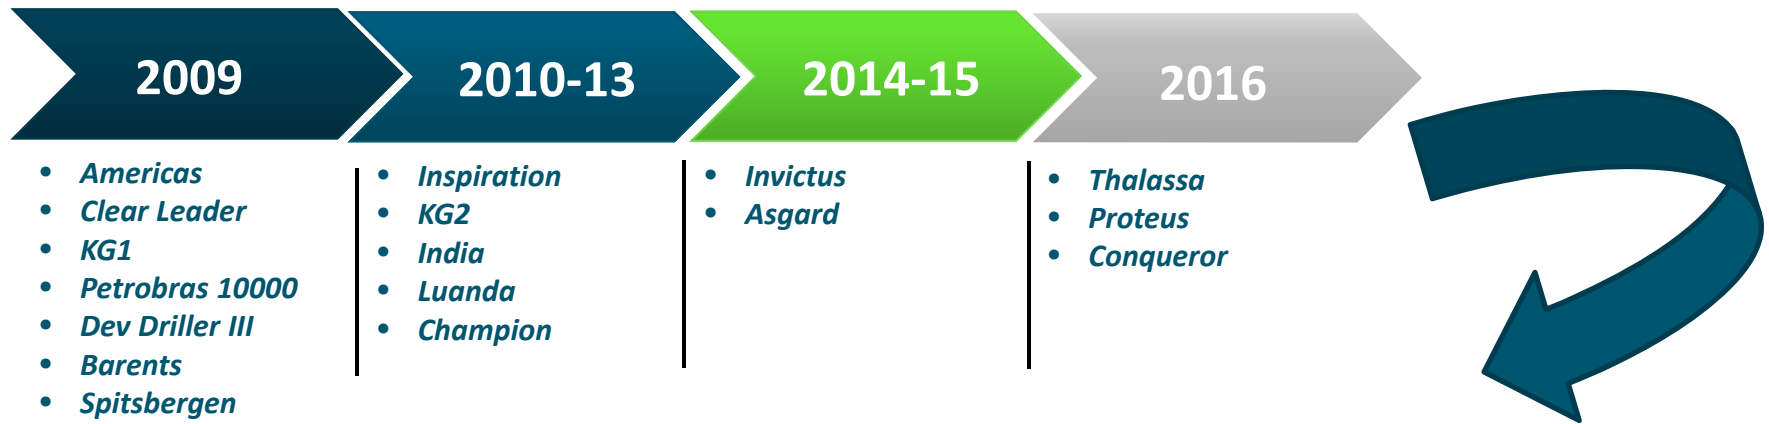 2009
• Americas
• Clear Leader
• KG1
• Petrobras 10000
• Dev Driller III
• Barents
• Spitsbergen
2010-13
• Inspiration
• KG2
• India
• Luanda
• Champion
2014-15
• Invictus
• Asgard
2016
• Thalassa
• Proteus
• Conqueror